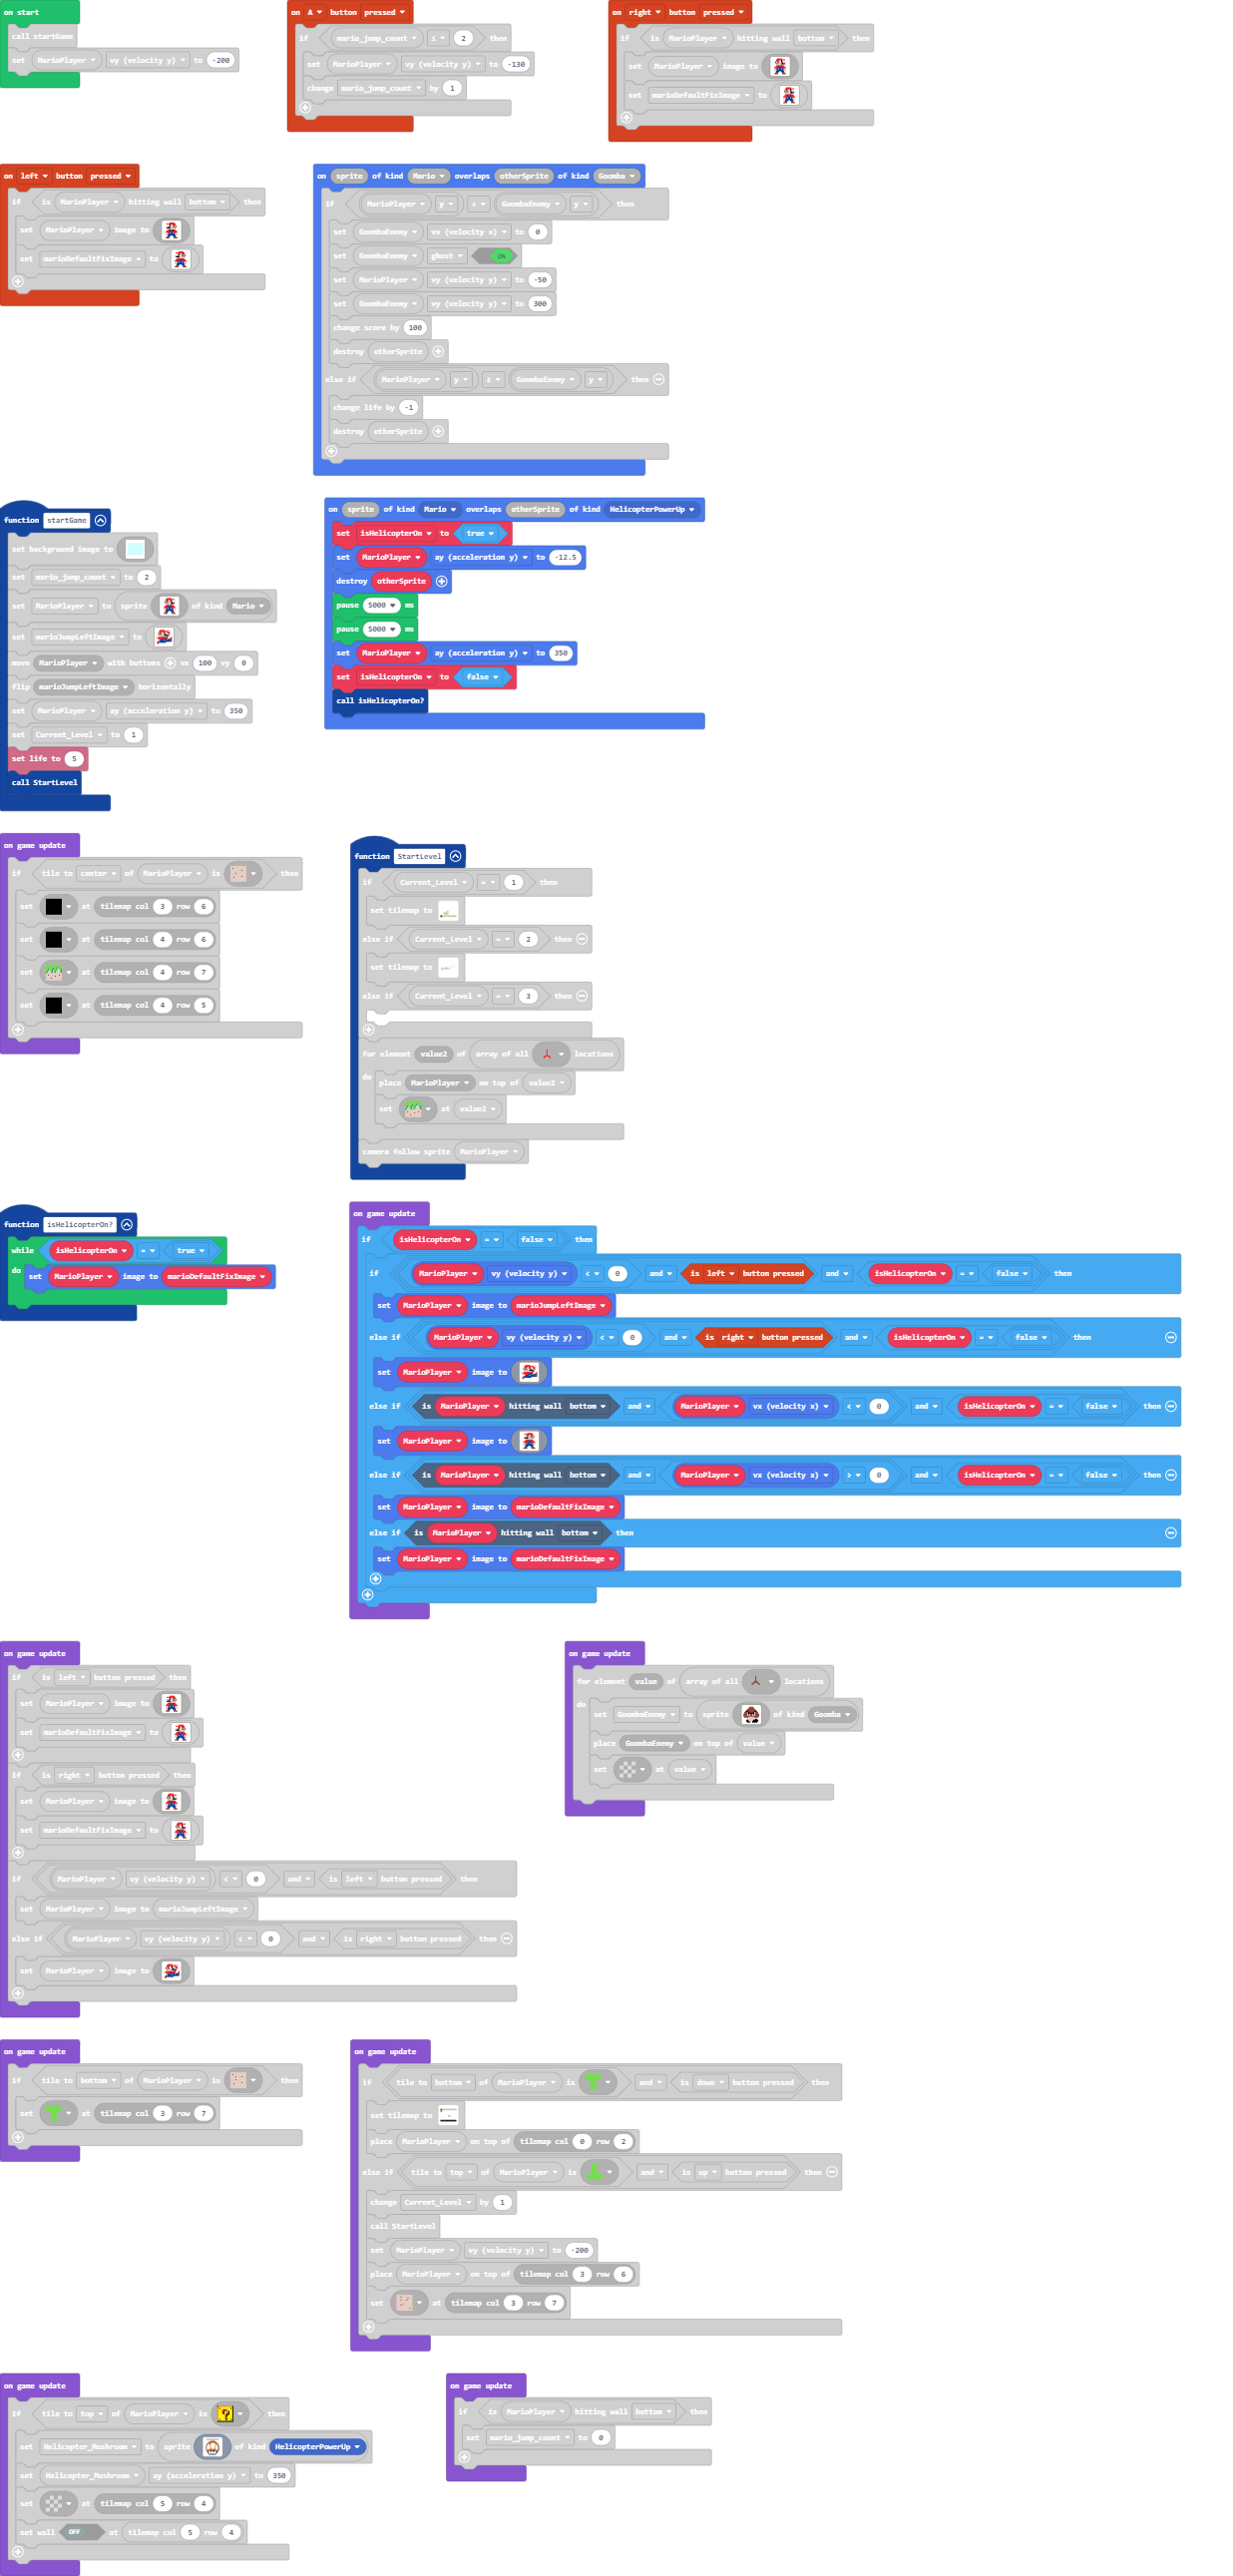 on start
call startGame
set MarioPlayer vy (velocity y) to -200
on A button pressed
if mario_jump_count ≤ 2 then
set MarioPlayer vy (velocity y) to -130
change mario_jump_count by 1
on right button pressed
if is MarioPlayer hitting wall bottom then
set MarioPlayer image to
set marioDefaultFixImage to
on left button pressed
if is MarioPlayer hitting wall bottom then
set MarioPlayer image to
set marioDefaultFixImage to
on sprite of kind Mario overlaps otherSprite of kind Goomba
if MarioPlayer y < GoombaEnemy y then
set GoombaEnemy vx (velocity x) to 0
set GoombaEnemy ghost ON
set MarioPlayer vy (velocity y) to -50
set GoombaEnemy vy (velocity y) to 300
change score by 100
destroy otherSprite
else if MarioPlayer y ≥ GoombaEnemy y then
change life by -1
destroy otherSprite
function startGame
set background image to
set mario_jump_count to 2
set MarioPlayer to sprite of kind Mario
set marioJumpLeftImage to
move MarioPlayer with buttons vx 100 vy 0
flip marioJumpLeftImage horizontally
set MarioPlayer ay (acceleration y) to 350
set Current_Level to 1
set life to 5
call StartLevel
on sprite of kind Mario overlaps otherSprite of kind HelicopterPowerUp
set isHelicopterOn to true
set MarioPlayer ay (acceleration y) to -12.5
destroy otherSprite
pause 5000 ms
pause 5000 ms
set MarioPlayer ay (acceleration y) to 350
set isHelicopterOn to false
call isHelicopterOn?
on game update
if tile to center of MarioPlayer is then
set at tilemap col 3 row 6
set at tilemap col 4 row 6
set at tilemap col 4 row 7
set at tilemap col 4 row 5
function StartLevel
if Current_Level = 1 then
set tilemap to
else if Current_Level = 2 then
set tilemap to
else if Current_Level = 3 then
for element value2 of array of all locations
do place MarioPlayer on top of value2
set at value2
camera follow sprite MarioPlayer
function isHelicopterOn?
while isHelicopterOn = true
do set MarioPlayer image to marioDefaultFixImage
on game update
if isHelicopterOn = false then
if MarioPlayer vy (velocity y) < 0 and is left button pressed and isHelicopterOn = false then
set MarioPlayer image to marioJumpLeftImage
else if MarioPlayer vy (velocity y) < 0 and is right button pressed and isHelicopterOn = false then
set MarioPlayer image to
else if is MarioPlayer hitting wall bottom and MarioPlayer vx (velocity x) < 0 and isHelicopterOn = false then
set MarioPlayer image to
else if is MarioPlayer hitting wall bottom and MarioPlayer vx (velocity x) > 0 and isHelicopterOn = false then
set MarioPlayer image to marioDefaultFixImage
else if is MarioPlayer hitting wall bottom then
set MarioPlayer image to marioDefaultFixImage
on game update
if is left button pressed then
set MarioPlayer image to
set marioDefaultFixImage to
if is right button pressed then
set MarioPlayer image to
set marioDefaultFixImage to
if MarioPlayer vy (velocity y) < 0 and is left button pressed then
set MarioPlayer image to marioJumpLeftImage
else if MarioPlayer vy (velocity y) < 0 and is right button pressed then
set MarioPlayer image to
on game update
for element value of array of all locations
do set GoombaEnemy to sprite of kind Goomba
place GoombaEnemy on top of value
set at value
on game update
if tile to bottom of MarioPlayer is then
set at tilemap col 3 row 7
on game update
if tile to bottom of MarioPlayer is and is down button pressed then
set tilemap to
place MarioPlayer on top of tilemap col 0 row 2
else if tile to top of MarioPlayer is and is up button pressed then
change Current_Level by 1
call StartLevel
set MarioPlayer vy (velocity y) to -200
place MarioPlayer on top of tilemap col 3 row 6
set at tilemap col 3 row 7
on game update
if tile to top of MarioPlayer is then
set Helicopter_Mushroom to sprite of kind HelicopterPowerUp
set Helicopter_Mushroom ay (acceleration y) to 350
set at tilemap col 5 row 4
set wall OFF at tilemap col 5 row 4
on game update
if is MarioPlayer hitting wall bottom then
set mario_jump_count to 0